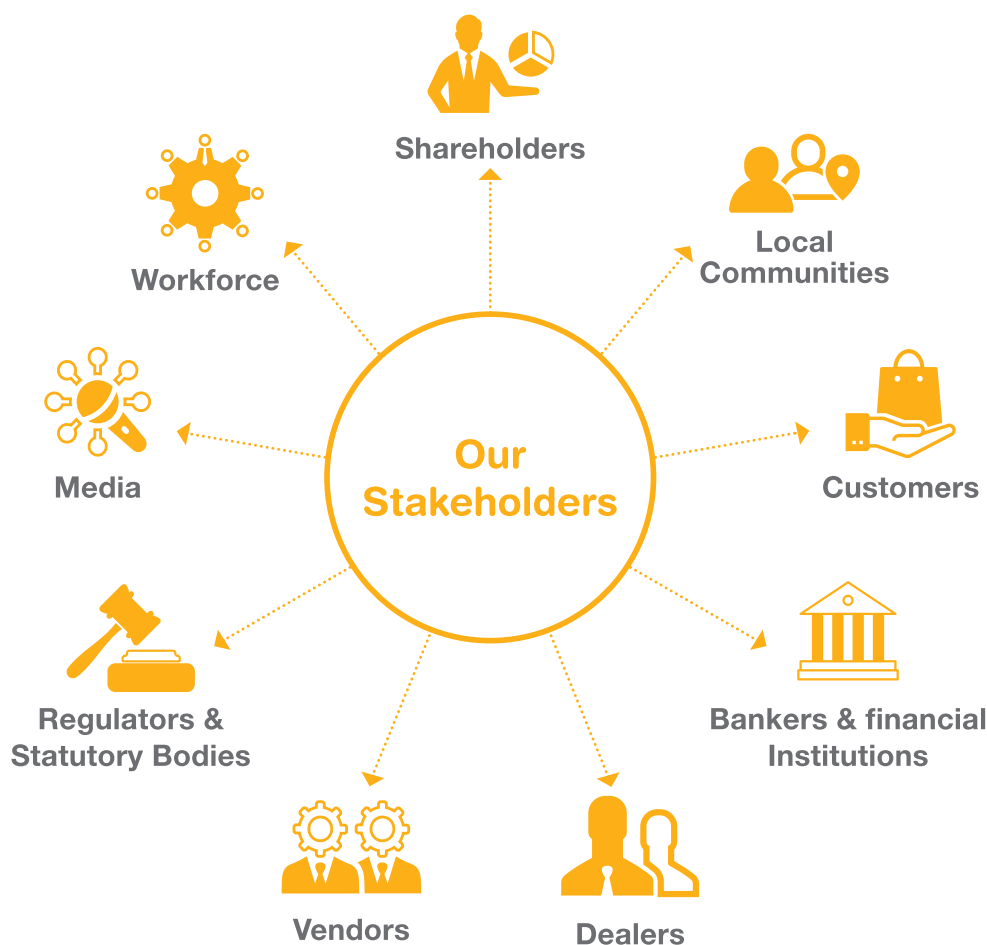 Shareholders
Local
Communities
Workforce
Our
Stakeholders
Media
Customers
Regulators &
Statutory Bodies
Bankers & financial
Institutions
Vendors
Dealers